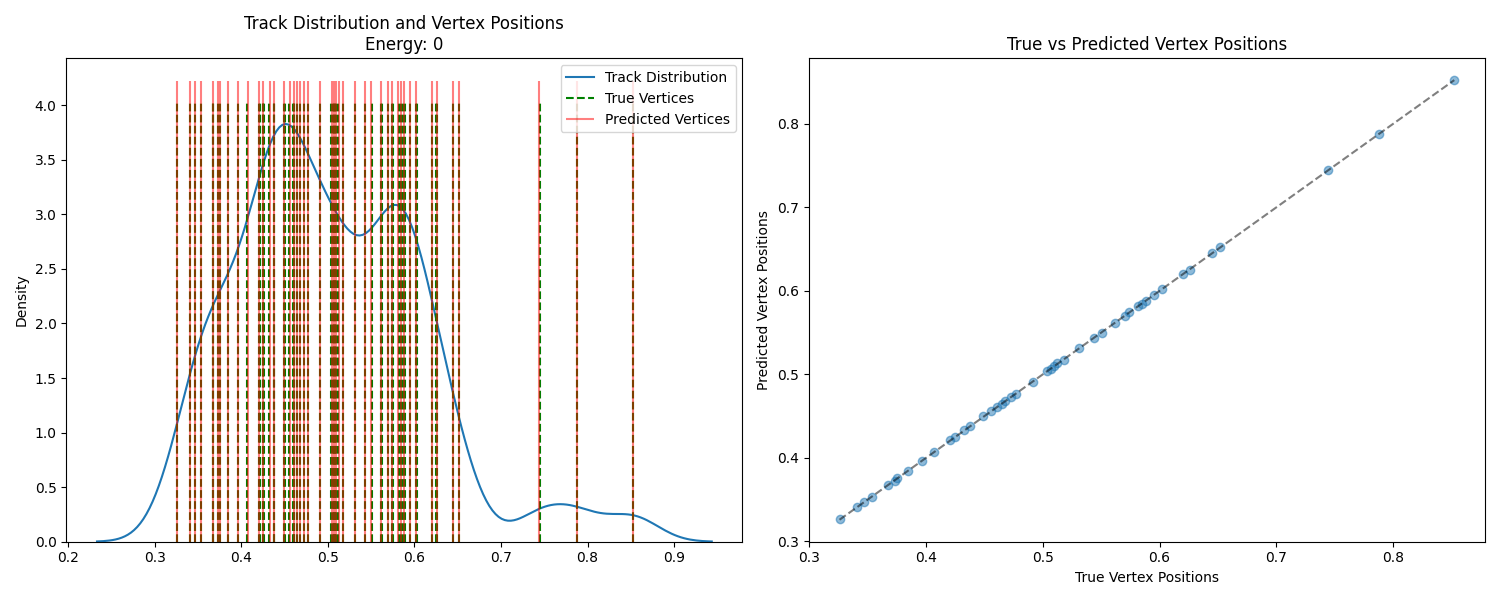 Track Distribution and Vertex Positions
Energy: 0
Track Distribution
True Vertices
Predicted Vertices
Density
4.0
3.5
3.0
2.5
2.0
1.5
1.0
0.5
0.0
0.2 0.3 0.4 0.5 0.6 0.7 0.8 0.9
True vs Predicted Vertex Positions
Predicted Vertex Positions
0.8
0.7
0.6
0.5
0.4
0.3
0.3 0.4 0.5 0.6 0.7 0.8
True Vertex Positions